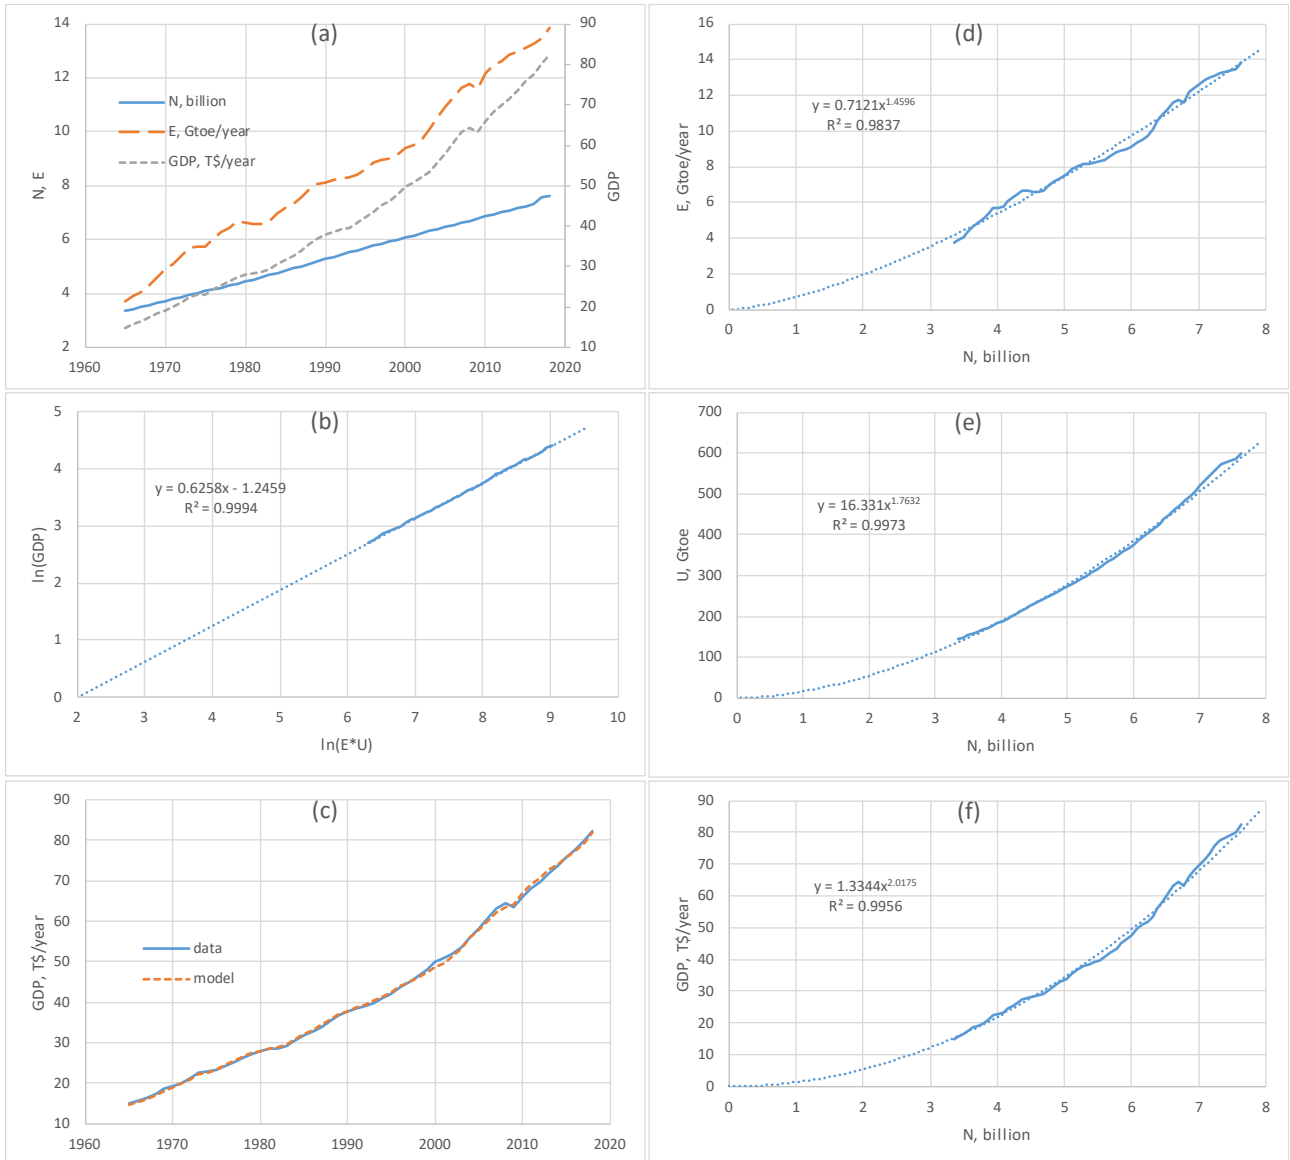 (a)
14
12
10
8
6
4
2
N, E
90
80
70
60
50
40
30
20
10
GDP
N, billion
E, Gtoe/year
GDP, T$/year
1960 1970 1980 1990 2000 2010 2020
(d)
16
14
12
10
8
6
4
2
0
E, Gtoe/year
y = 0.7121x^1.4596
R² = 0.9837
0 1 2 3 4 5 6 7 8
N, billion
(b)
5
4
3
2
1
0
ln(GDP)
y = 0.6258x - 1.2459
R² = 0.9994
2 3 4 5 6 7 8 9 10
ln(E*U)
(e)
700
600
500
400
300
200
100
0
U, Gtoe
y = 16.331x^1.7632
R² = 0.9973
0 1 2 3 4 5 6 7 8
N, billion
(c)
90
80
70
60
50
40
30
20
10
GDP, T$/year
data
model
1960 1970 1980 1990 2000 2010 2020
(f)
90
80
70
60
50
40
30
20
10
0
GDP, T$/year
y = 1.3344x^2.0175
R² = 0.9956
0 1 2 3 4 5 6 7 8
N, billion